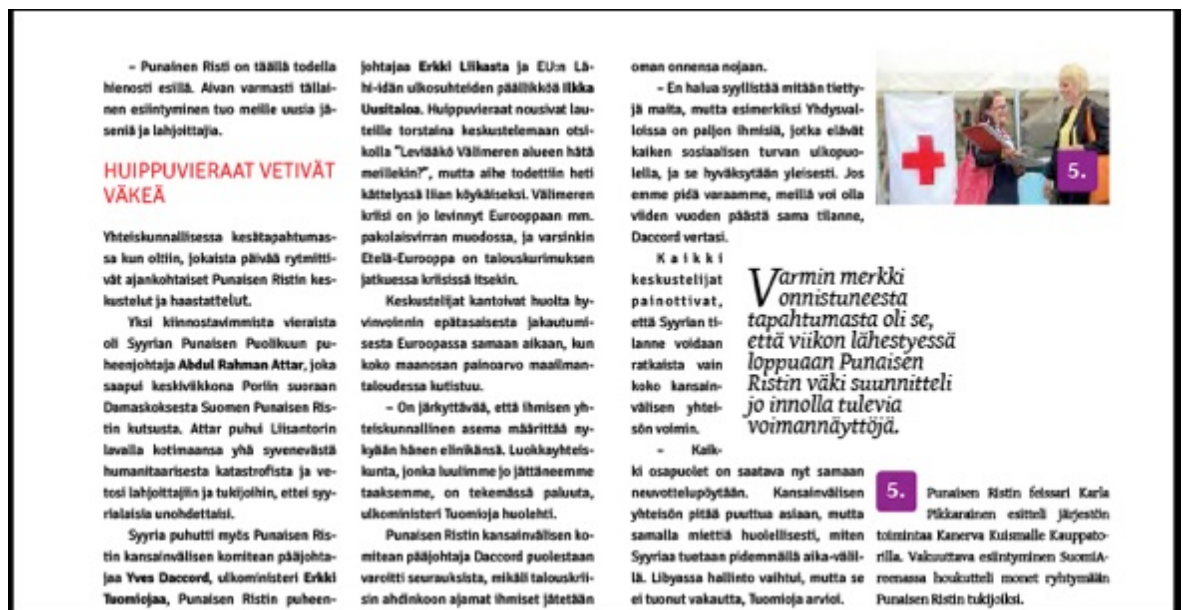 – Punainen Risti on täällä todella
hienosti esillä. Aivan varmasti tällai-
nen esiintyminen tuo meille uusia jä-
seniä ja lahjoittajia.
HUIPPUVIERAAT VETIVÄT
VÄKEÄ
Yhteiskunnallisessa kesätapahtumas-
sa kun oltiin, jokaista päivää rytmitti-
vät ajankohtaiset Punaisen Ristin kes-
kustelut ja haastattelut.
Yksi kiinnostavimmista vieraista
oli Syyrian Punaisen Puolikuun pu-
heenjohtaja Abdul Rahman Attar, joka
saapui keskiviikkona Poriin suoraan
Damaskoksesta Suomen Punaisen Ris-
tin kutsusta. Attar puhui Liisantorin
lavalla kotimaansa yhä syvenevästä
humanitaarisesta katastrofista ja ve-
tosi lahjoittajiin ja tukijoihin, ettei syy-
rialaisia unohdettaisi.
Syyria puhutti myös Punaisen Ris-
tin kansainvälisen komitean pääjohta-
jaa Yves Daccord, ulkoministeri Erkki
Tuomiojaa, Punaisen Ristin puheen-
johtajaa Erkki Liikasta ja EU:n Lä-
hi-idän ulkosuhteiden päällikköä Ilkka
Uusitaloa. Huippuvieraat nousivat lau-
teille torstaina keskustelemaan otsi-
kolla "Leviääkö Välimeren alueen hätä
meillekin?", mutta aihe todettiin heti
kättelyssä liian köykäiseksi. Välimeren
kriisi on jo levinnyt Eurooppaan mm.
pakolaisvirran muodossa, ja varsinkin
Etelä-Eurooppa on talouskurimuksen
jatkuessa kriisissä itsekin.
Keskustelijat kantoivat huolta hy-
vinvoinnin epätasaisesta jakautumi-
sesta Euroopassa samaan aikaan, kun
koko maanosan painoarvo maailman-
taloudessa kutistuu.
– On järkyttävää, että ihmisen yh-
teiskunnallinen asema määrittää ny-
kyään hänen elinikänsä. Luokkayhteis-
kunta, jonka luulimme jo jättäneemme
taaksemme, on tekemässä paluuta,
ulkoministeri Tuomioja huolehti.
Punaisen Ristin kansainvälisen ko-
mitean pääjohtaja Daccord puolestaan
varoitti seurauksista, mikäli talouskrii-
sin ahdinkoon ajamat ihmiset jätetään
oman onnensa nojaan.
– En halua syyllistää mitään tietty-
jä maita, mutta esimerkiksi Yhdysval-
loissa on paljon ihmisiä, jotka elävät
kaiken sosiaalisen turvan ulkopuo-
lella, ja se hyväksytään yleisesti. Jos
emme pidä varaamme, meillä voi olla
viiden vuoden päästä sama tilanne,
Daccord vertasi.
Kaikki
keskustelijat
painottivat,
että Syyrian ti-
lanne voidaan
ratkaista vain
koko kansain-
välisen yhtei-
sön voimin.
– Kaik-
ki osapuolet on saatava nyt samaan
neuvottelupöytään. Kansainvälisen
yhteisön pitää puuttua asiaan, mutta
samalla miettiä huolellisesti, miten
Syyriaa tuetaan pidemmällä aika-välil-
lä. Libyassa hallinto vaihtui, mutta se
ei tuonut vakautta, Tuomioja arvioi.
5.
Varmin merkki
onnistuneesta
tapahtumasta oli se,
että viikon lähestyessä
loppuaan Punaisen
Ristin väki suunnitteli
jo innolla tulevia
voimannäyttöjä.
5. Punaisen Ristin feissari Karla
Pikkarainen esitteli järjestön
toimintaa Kanerva Kuismalle Kauppato-
rilla. Vakuuttava esiintyminen SuomiA-
reenassa houkutteli monet ryhtymään
Punaisen Ristin tukijoiksi.